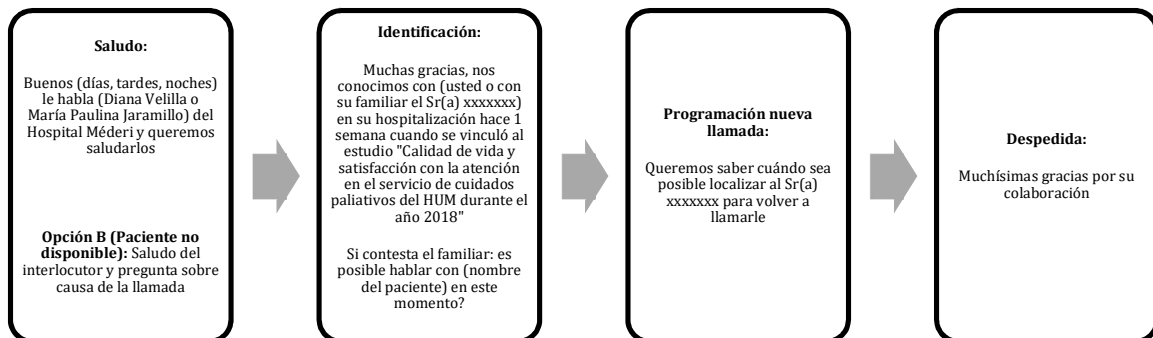 Saludo:
Buenos (días, tardes, noches)
le habla (Diana Velilla o
María Paulina Jaramillo) del
Hospital Méderi y queremos
saludarlos
Opción B (Paciente no
disponible): Saludo del
interlocutor y pregunta sobre
causa de la llamada
Identificación:
Muchas gracias, nos
conocimos con (usted o con
su familiar el Sr(a) xxxxxxx)
en su hospitalización hace 1
semana cuando se vinculó al
estudio "Calidad de vida y
satisfacción con la atención
en el servicio de cuidados
paliativos del HUM durante el
año 2018"
Si contesta el familiar: es
posible hablar con (nombre
del paciente) en este
momento?
Programación nueva
llamada:
Queremos saber cuándo sea
posible localizar al Sr(a)
xxxxxxx para volver a
llamarle
Despedida:
Muchísimas gracias por su
colaboración